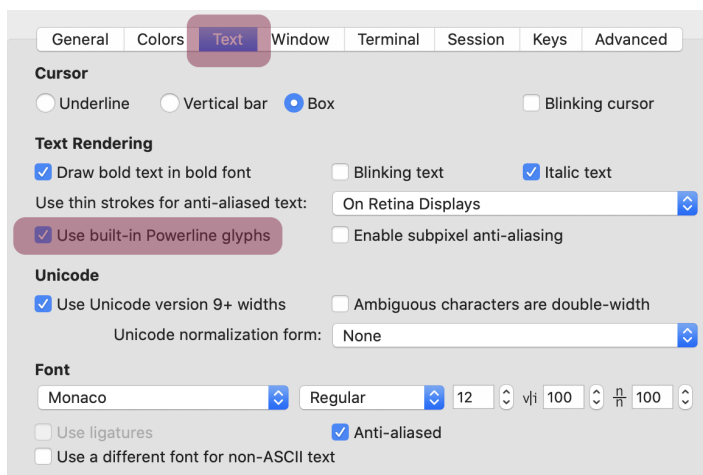 General Colors Text Window Terminal Session Keys Advanced
Cursor
Underline Vertical bar Box Blinking cursor
Text Rendering
Draw bold text in bold font Blinking text Italic text
Use thin strokes for anti-aliased text: On Retina Displays
Use built-in Powerline glyphs Enable subpixel anti-aliasing
Unicode
Use Unicode version 9+ widths Ambiguous characters are double-width
Unicode normalization form: None
Font
Monaco Regular 12 v|i 100 n/n 100
Use ligatures Anti-aliased
Use a different font for non-ASCII text